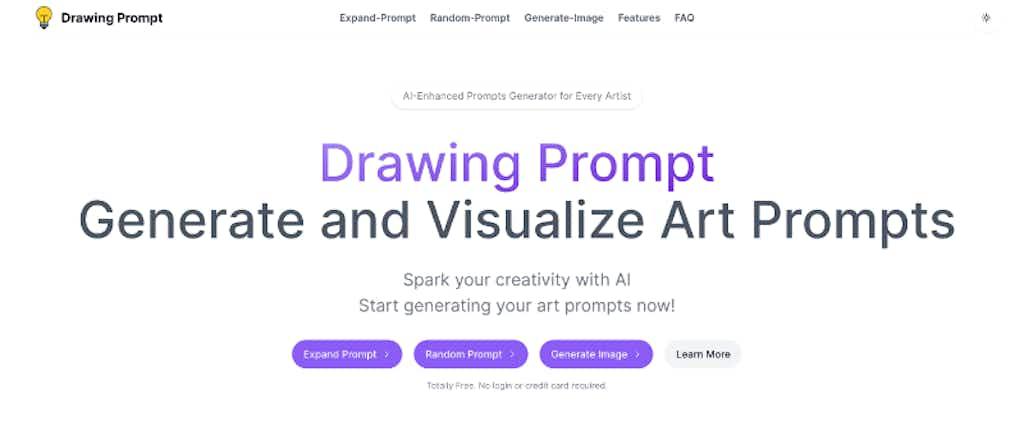 Drawing Prompt
Expand-Prompt Random-Prompt Generate-Image Features FAQ
AI-Enhanced Prompts Generator for Every Artist
Drawing Prompt
Generate and Visualize Art Prompts
Spark your creativity with AI
Start generating your art prompts now!
Expand Prompt Random Prompt Generate Image Learn More
Totally Free. No login or credit card required.